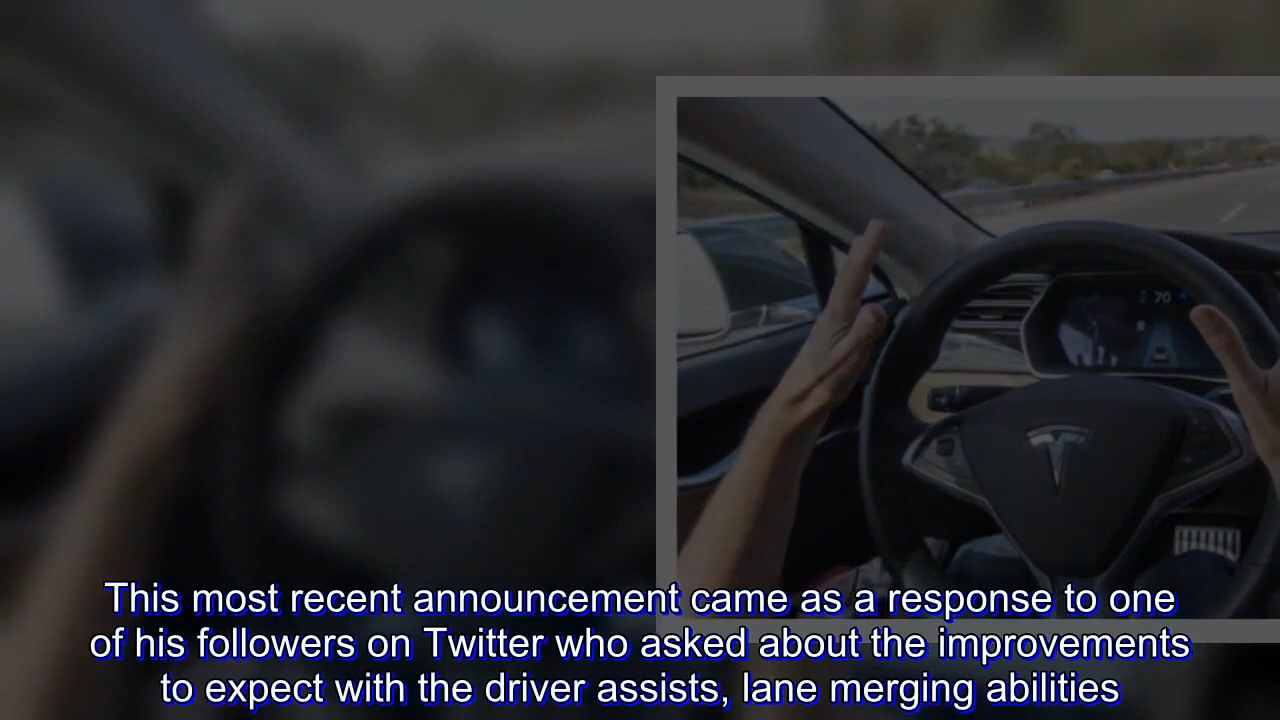 70
This most recent announcement came as a response to one
of his followers on Twitter who asked about the improvements
to expect with the driver assists, lane merging abilities